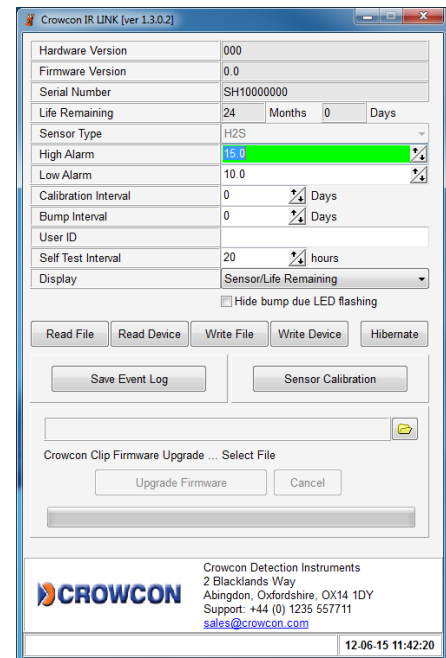 Crowcon IR LINK [ver 1.3.0.2]
Hardware Version 000
Firmware Version 0.0
Serial Number SH10000000
Life Remaining 24 Months 0 Days
Sensor Type H2S
High Alarm 15.0
Low Alarm 10.0
Calibration Interval 0 Days
Bump Interval 0 Days
User ID
Self Test Interval 20 hours
Display Sensor/Life Remaining
Hide bump due LED flashing
Read File Read Device Write File Write Device Hibernate
Save Event Log Sensor Calibration
Crowcon Clip Firmware Upgrade ... Select File
Upgrade Firmware Cancel
Crowcon Detection Instruments
2 Blacklands Way
Abingdon, Oxfordshire, OX14 1DY
Support: +44 (0) 1235 557711
sales@crowcon.com
CROWCON
12-06-15 11:42:20